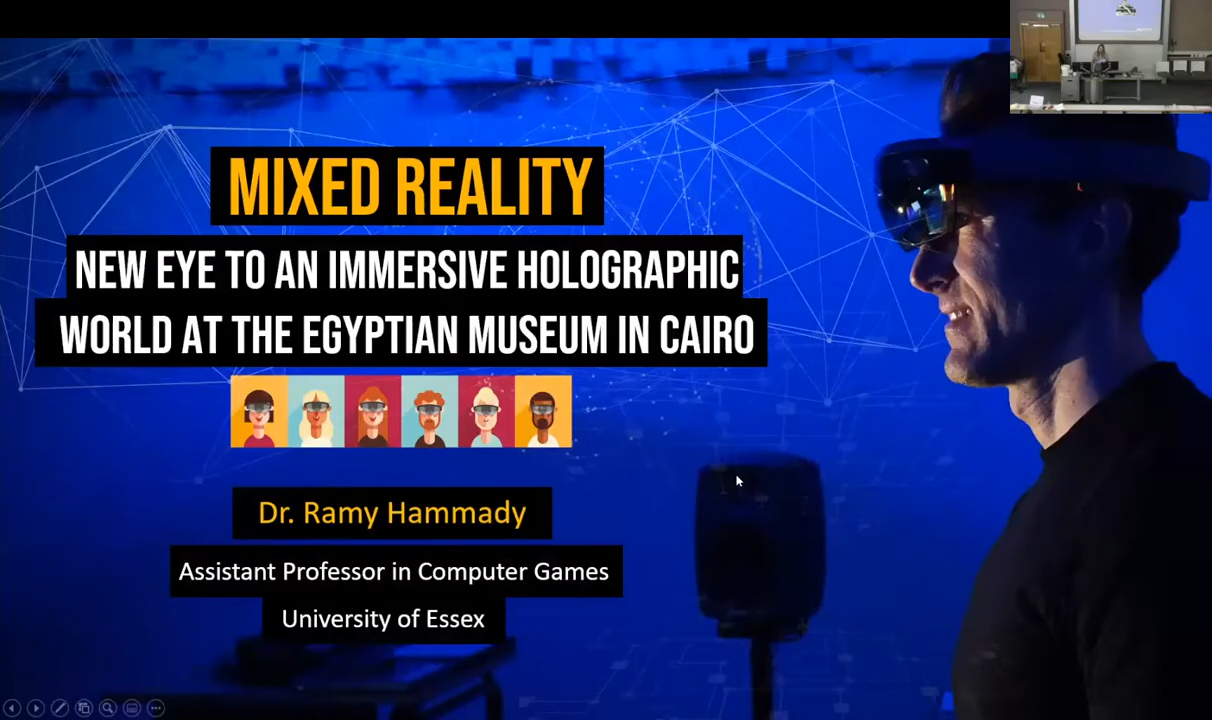 MIXED REALITY
NEW EYE TO AN IMMERSIVE HOLOGRAPHIC
WORLD AT THE EGYPTIAN MUSEUM IN CAIRO
Dr. Ramy Hammady
Assistant Professor in Computer Games
University of Essex